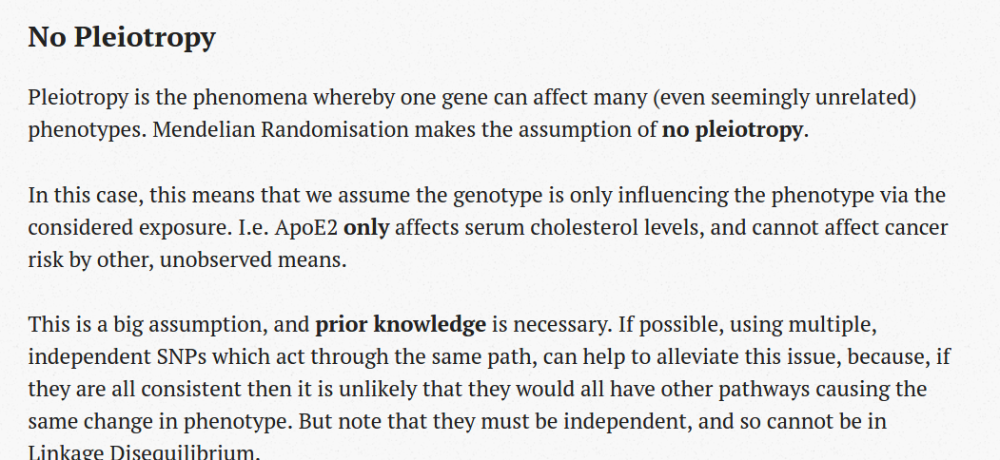 No Pleiotropy
Pleiotropy is the phenomena whereby one gene can affect many (even seemingly unrelated)
phenotypes. Mendelian Randomisation makes the assumption of no pleiotropy.
In this case, this means that we assume the genotype is only influencing the phenotype via the
considered exposure. I.e. ApoE2 only affects serum cholesterol levels, and cannot affect cancer
risk by other, unobserved means.
This is a big assumption, and prior knowledge is necessary. If possible, using multiple,
independent SNPs which act through the same path, can help to alleviate this issue, because, if
they are all consistent then it is unlikely that they would all have other pathways causing the
same change in phenotype. But note that they must be independent, and so cannot be in
Linkage Disequilibrium.